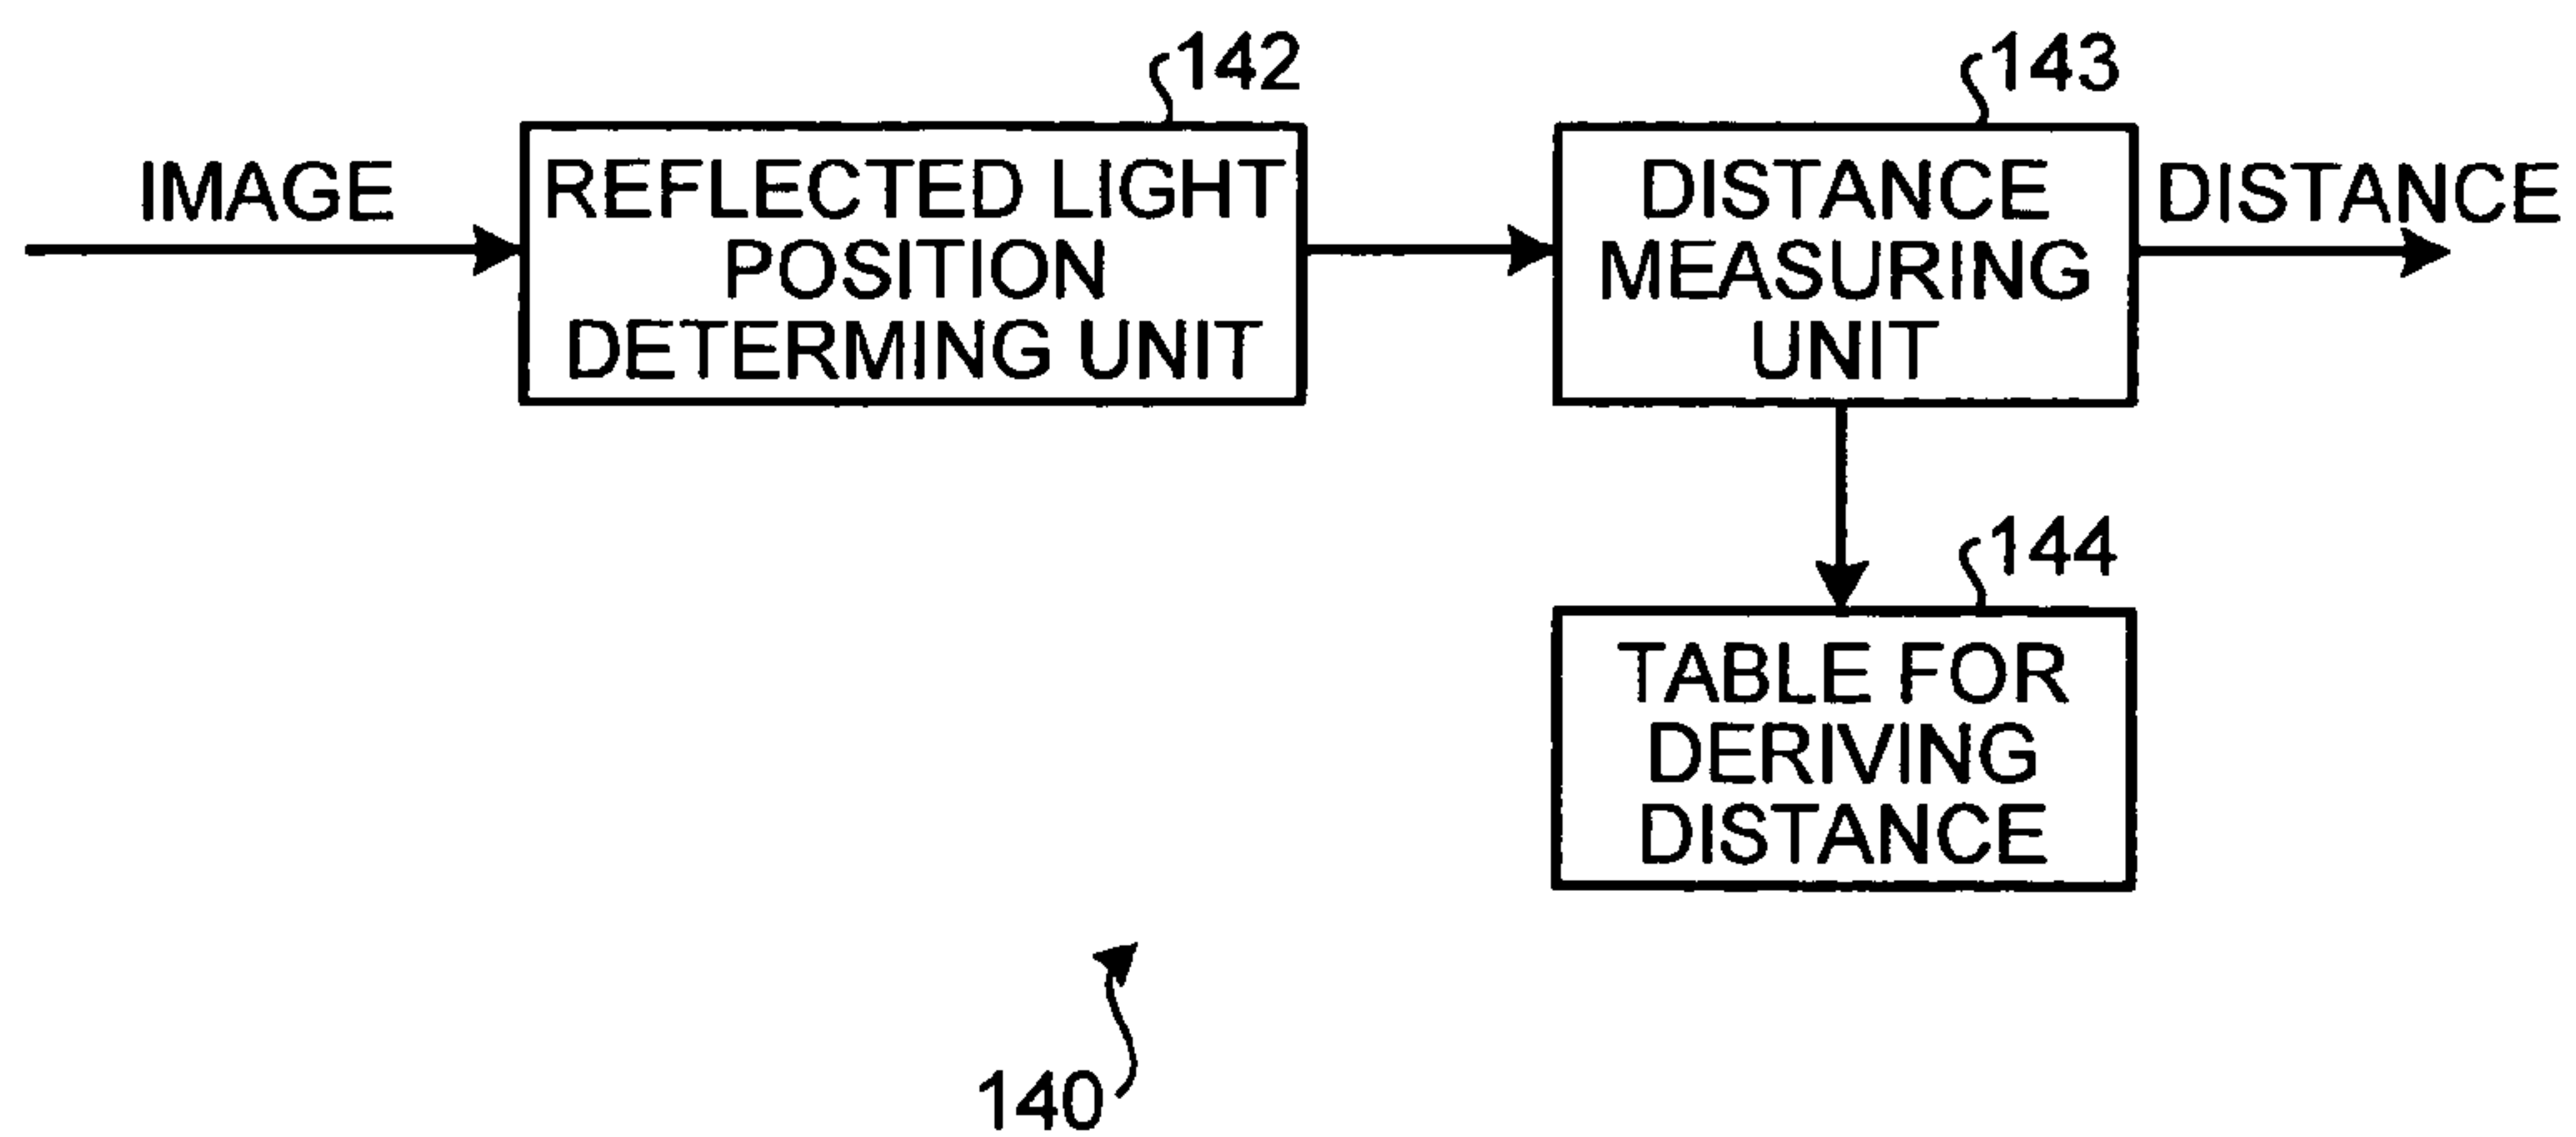 142
143
IMAGE
REFLECTED LIGHT
POSITION
DETERMING UNIT
DISTANCE
MEASURING
UNIT
DISTANCE
144
TABLE FOR
DERIVING
DISTANCE
140